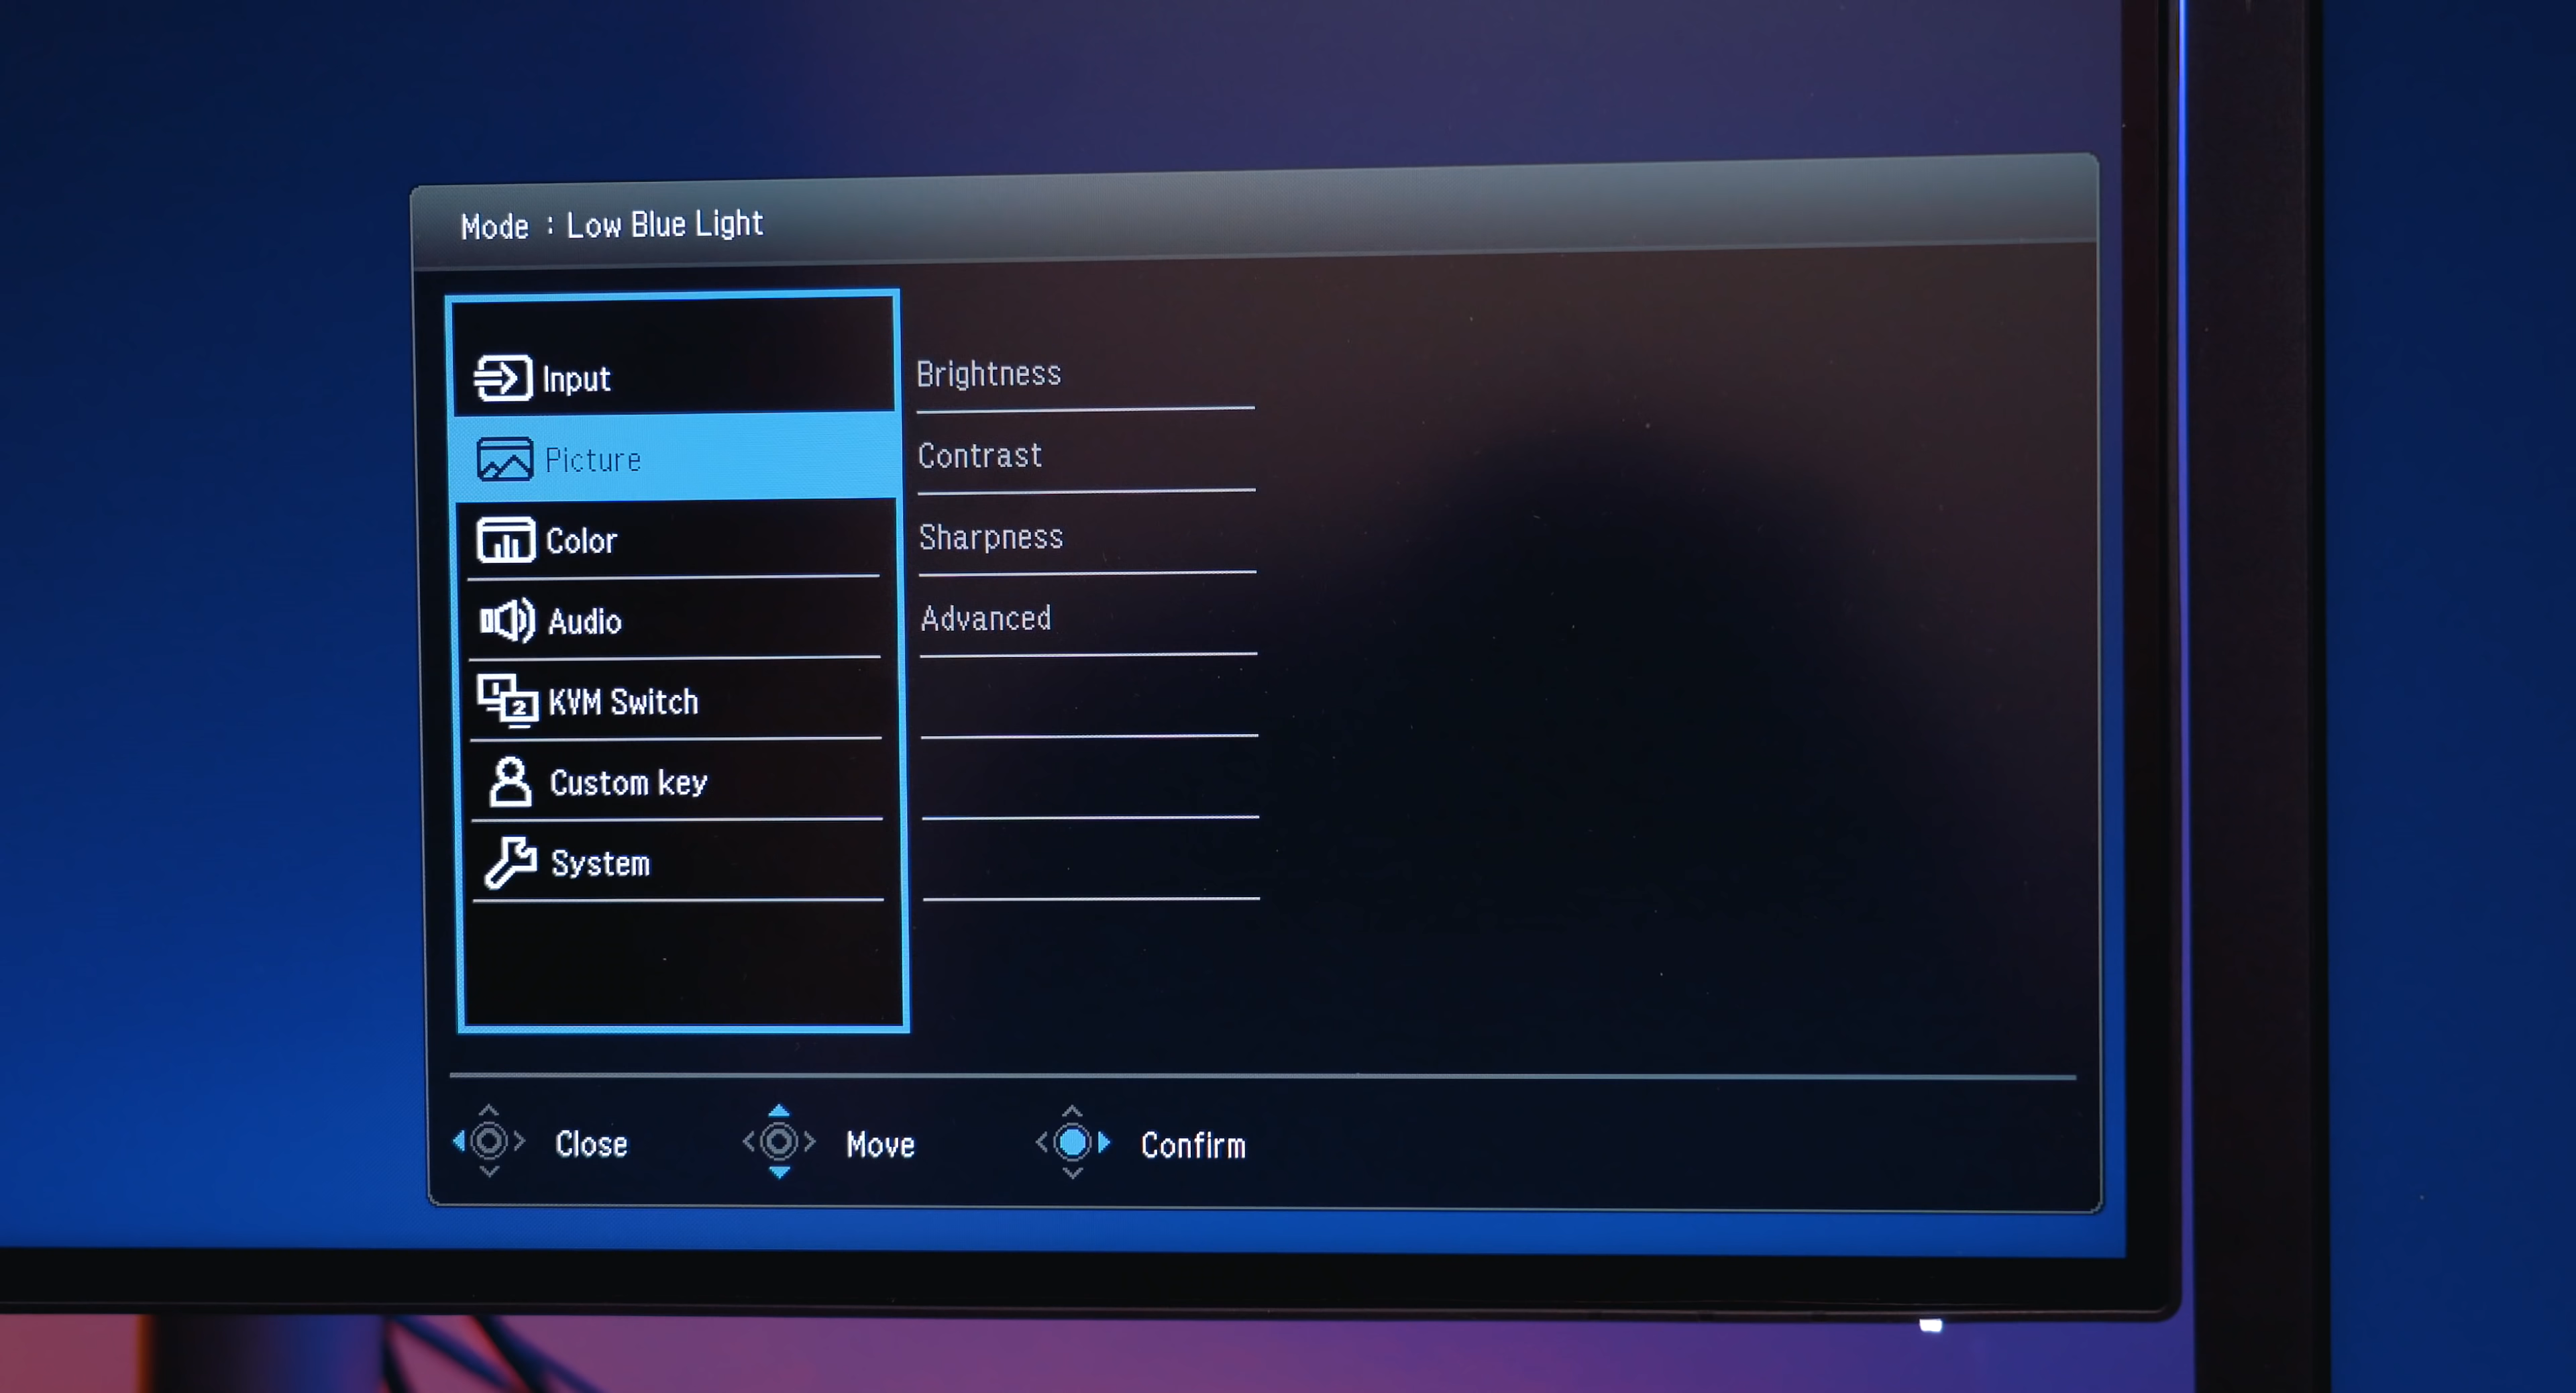 Mode : Low Blue Light
Input
Picture
Color
Audio
KVM Switch
Custom key
System
Brightness
Contrast
Sharpness
Advanced
Close
Move
Confirm